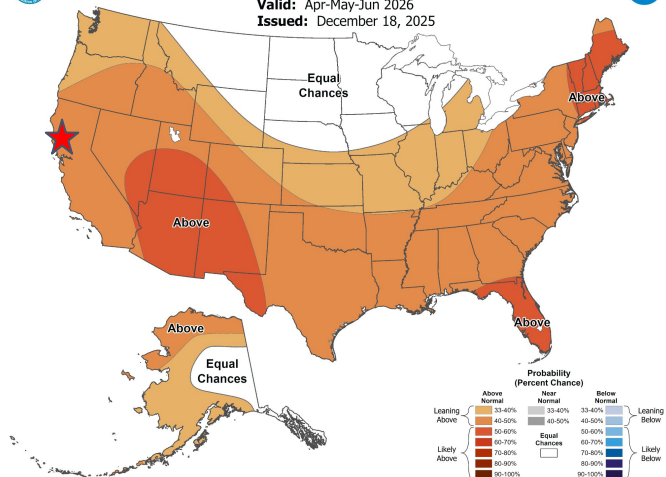 Valid: Apr-May-Jun 2026
Issued: December 18, 2025
Equal
Chances
Above
Above
Above
Above
Equal
Chances
Probability
(Percent Chance)
Above
Normal
Near
Normal
Below
Normal
Leaning
Above
33-40%
40-50%
33-40%
40-50%
33-40%
40-50%
Leaning
Below
Likely
Above
50-60%
60-70%
70-80%
80-90%
90-100%
Equal
Chances
50-60%
60-70%
70-80%
80-90%
90-100%
Likely
Below